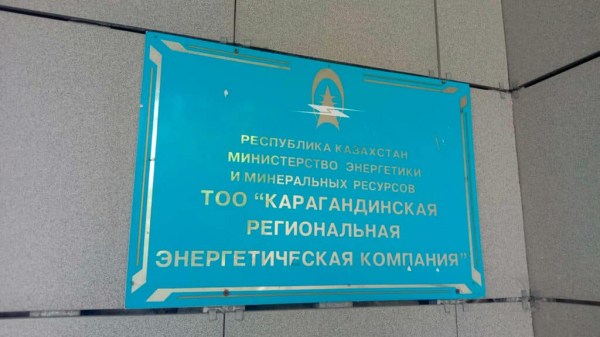 РЕСПУБЛИКА КАЗАХСТАН
МИНИСТЕРСТВО ЭНЕРГЕТИКИ
И МИНЕРАЛЬНЫХ РЕСУРСОВ
ТОО “КАРАГАНДИНСКАЯ
РЕГИОНАЛЬНАЯ
ЭНЕРГЕТИЧЕСКАЯ КОМПАНИЯ”